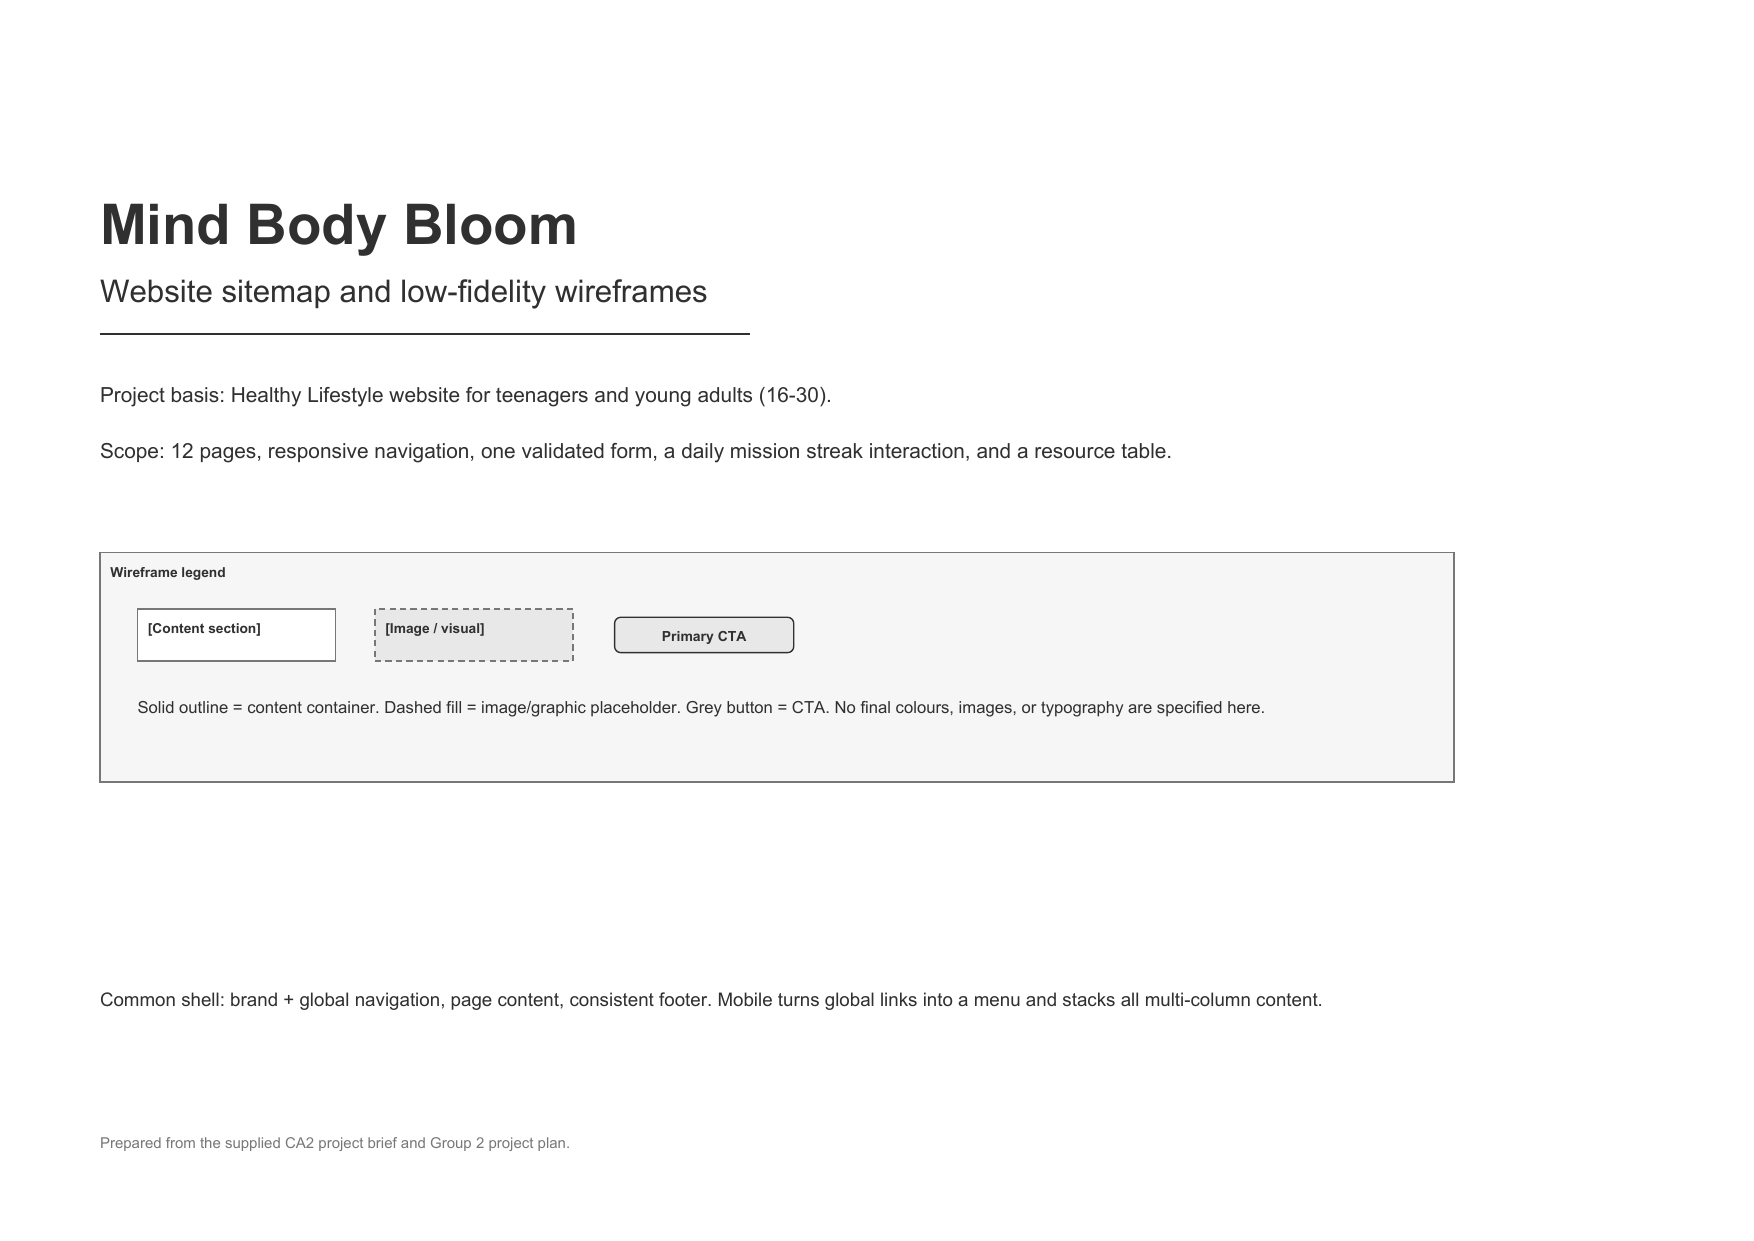 Mind Body Bloom
Website sitemap and low-fidelity wireframes
Project basis: Healthy Lifestyle website for teenagers and young adults (16-30).
Scope: 12 pages, responsive navigation, one validated form, a daily mission streak interaction, and a resource table.
Wireframe legend
[Content section]
[Image / visual]
Primary CTA
Solid outline = content container. Dashed fill = image/graphic placeholder. Grey button = CTA. No final colours, images, or typography are specified here.
Common shell: brand + global navigation, page content, consistent footer. Mobile turns global links into a menu and stacks all multi-column content.
Prepared from the supplied CA2 project brief and Group 2 project plan.